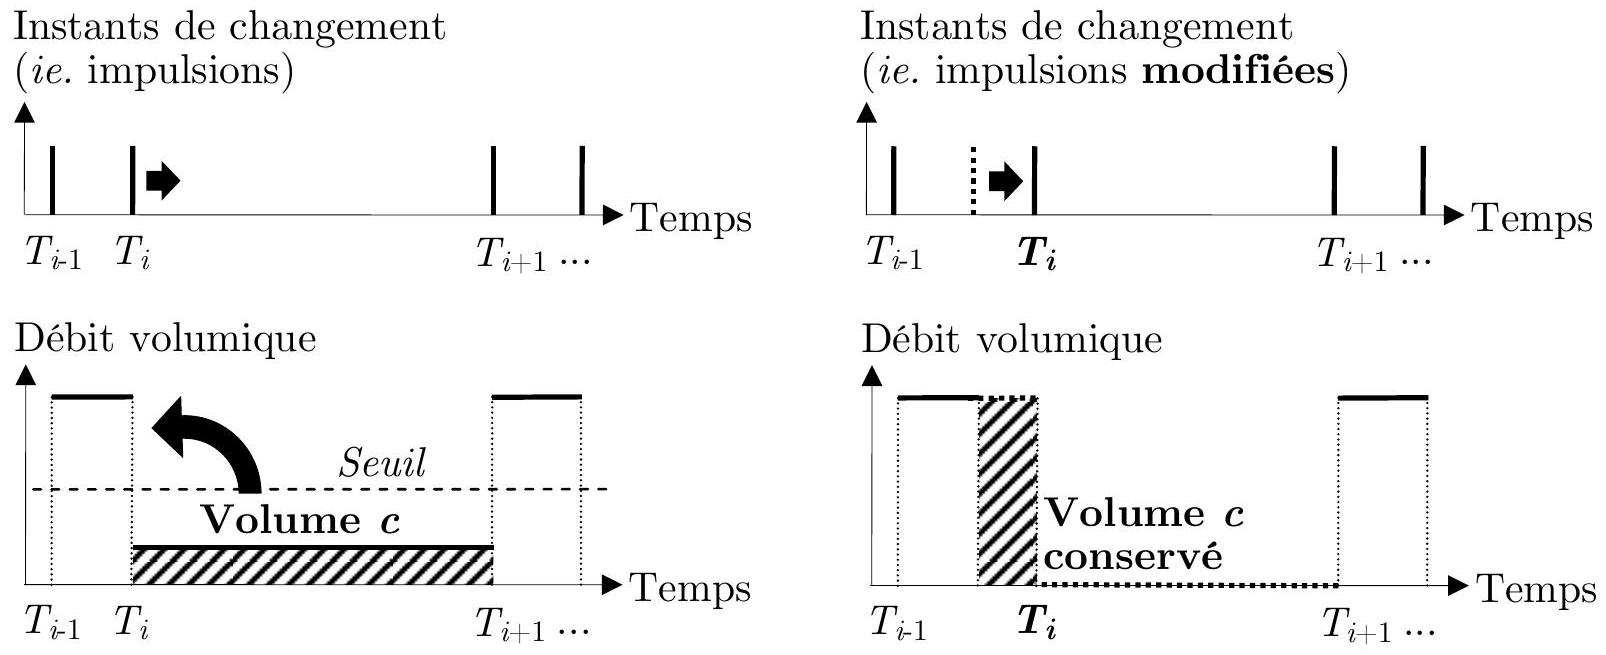 Instants de changement
(ie. impulsions)
Temps
T_{i-1} T_i T_{i+1} ...
Débit volumique
Seuil
Volume c
Temps
T_{i-1} T_i T_{i+1} ...
Instants de changement
(ie. impulsions modifiées)
Temps
T_{i-1} T_i T_{i+1} ...
Débit volumique
Volume c
conservé
Temps
T_{i-1} T_i T_{i+1} ...